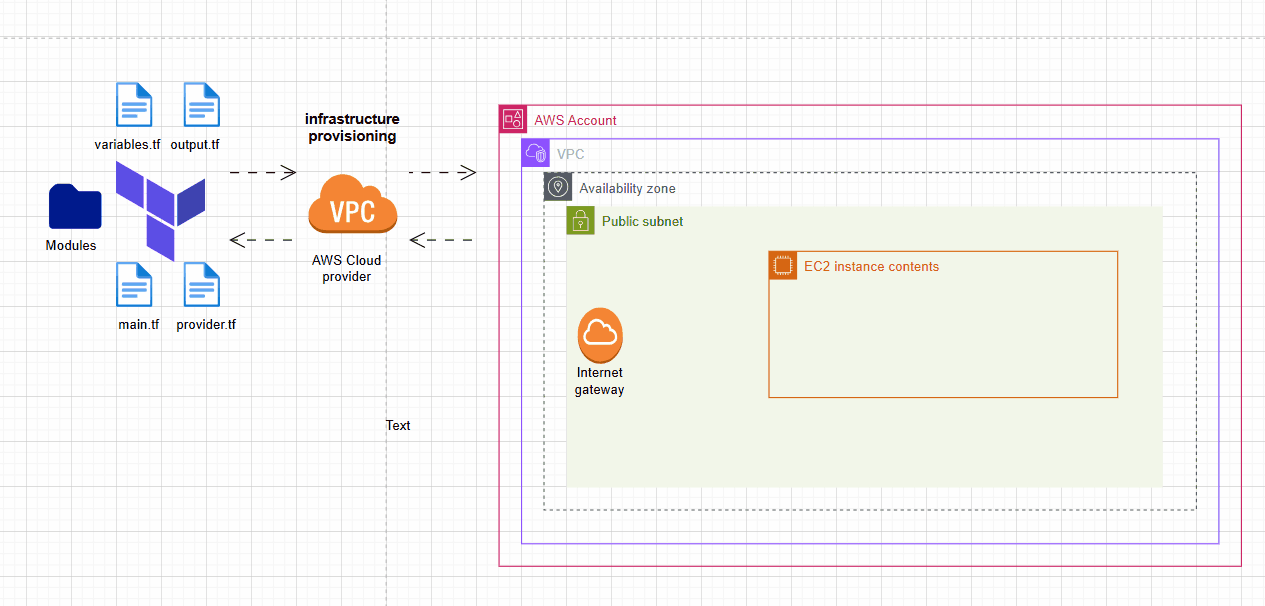 variables.tf
output.tf
Modules
main.tf
provider.tf
infrastructure
provisioning
VPC
AWS Cloud
provider
Text
AWS Account
VPC
Availability zone
Public subnet
EC2 instance contents
Internet
gateway